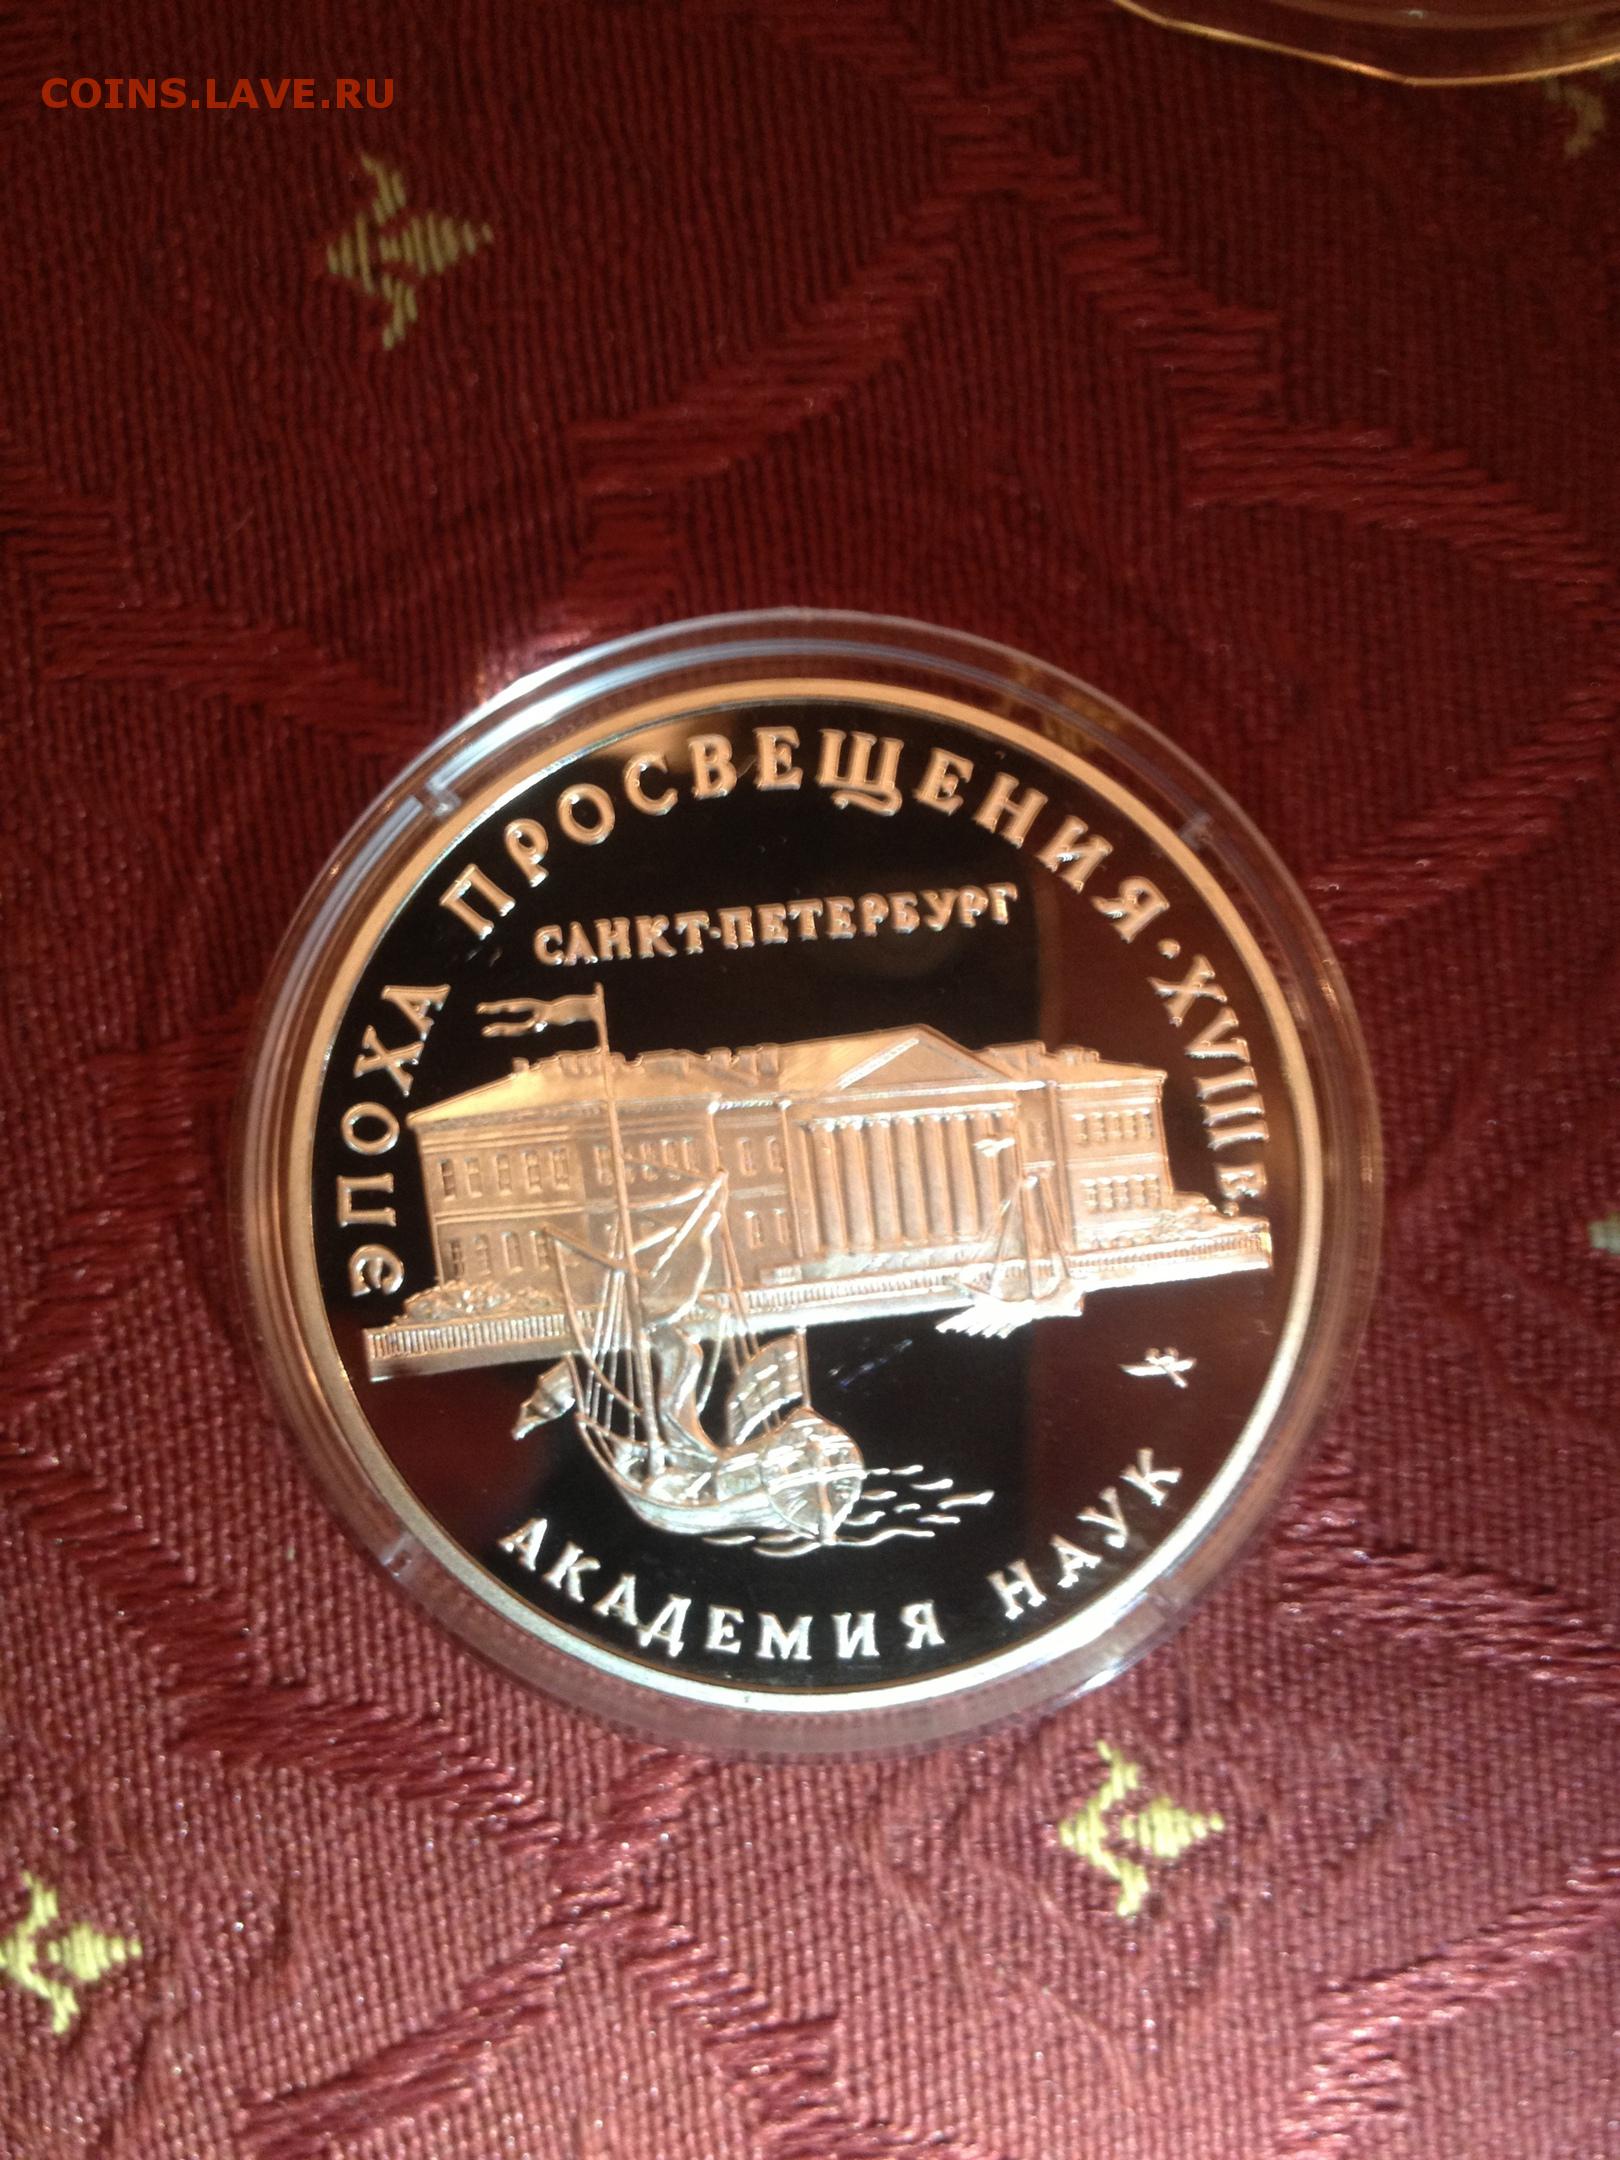 COINS.LAVE.RU
ЭПОХА ПРОСВЕЩЕНИЯ · XVIII в.
САНКТ-ПЕТЕРБУРГ
АКАДЕМИЯ НАУК